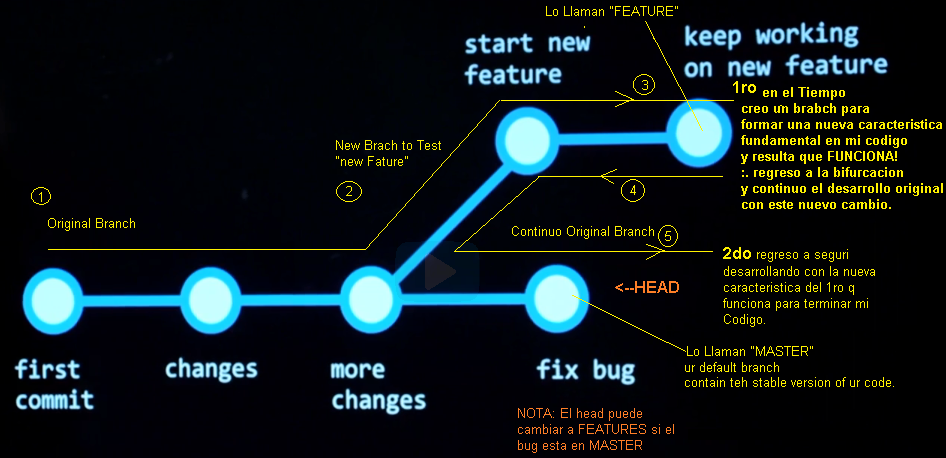 Lo Llaman "FEATURE"
start new
feature
keep working
on new feature
3
1ro en el Tiempo
creo un brabch para
formar una nueva caracteristica
fundamental en mi codigo
y resulta que FUNCIONA!
:. regreso a la bifurcacion
y continuo el desarrollo original
con este nuevo cambio.
New Brach to Test
"new Fature"
2
4
1
Original Branch
Continuo Original Branch
5
2do regreso a seguri
desarrollando con la nueva
caracteristica del 1ro q
funciona para terminar mi
Codigo.
<--HEAD
Lo Llaman "MASTER"
ur default branch
contain teh stable version of ur code.
first
commit
changes
more
changes
fix bug
NOTA: El head puede
cambiar a FEATURES si el
bug esta en MASTER